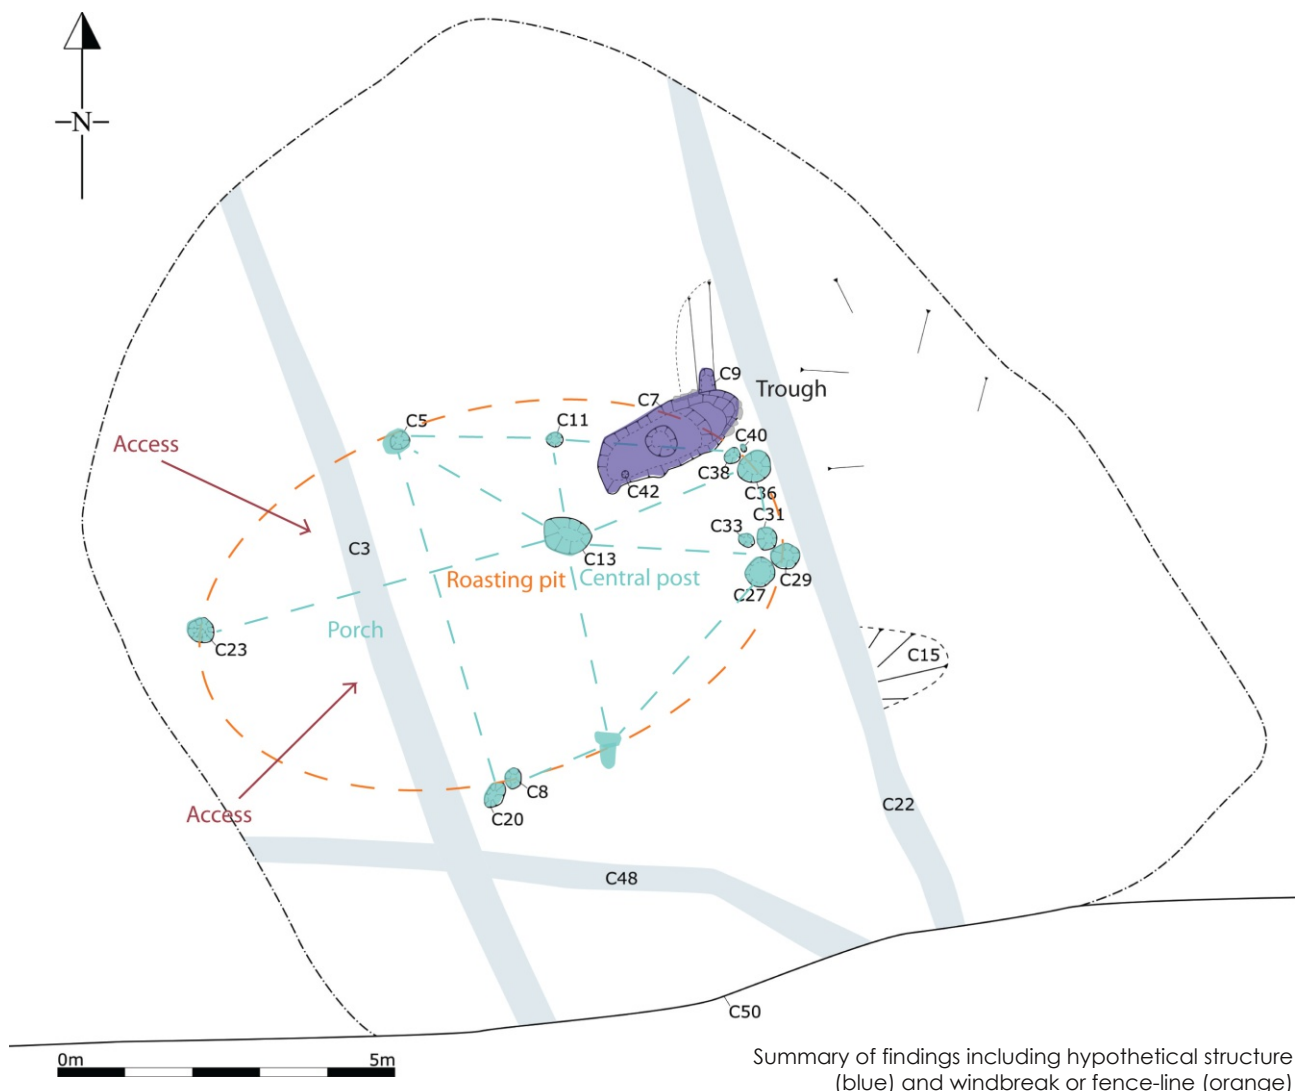 N
C9
C7
Trough
C5
C11
Access
C40
C38
C42
C36
C31
C33
C3
C13
Roasting pit
Central post
C29
C27
Porch
C23
C15
C8
Access
C20
C22
C48
C50
0m
5m
Summary of findings including hypothetical structure
(blue) and windbreak or fence-line (orange)